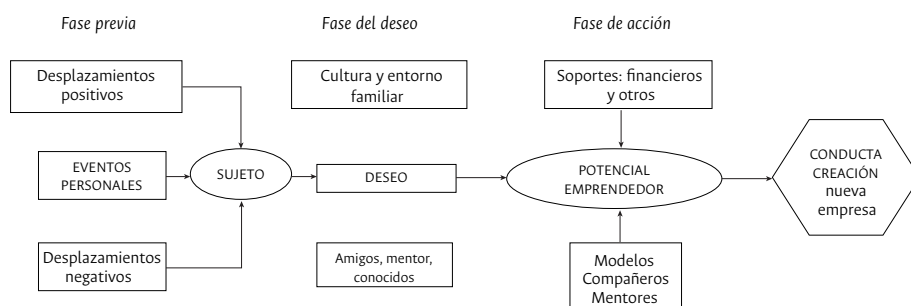 Fase previa
Fase del deseo
Fase de acción
Desplazamientos
positivos
Cultura y entorno
familiar
Soportes: financieros
y otros
EVENTOS
PERSONALES
SUJETO
DESEO
POTENCIAL
EMPRENDEDOR
CONDUCTA
CREACIÓN
nueva
empresa
Desplazamientos
negativos
Amigos, mentor,
conocidos
Modelos
Compañeros
Mentores